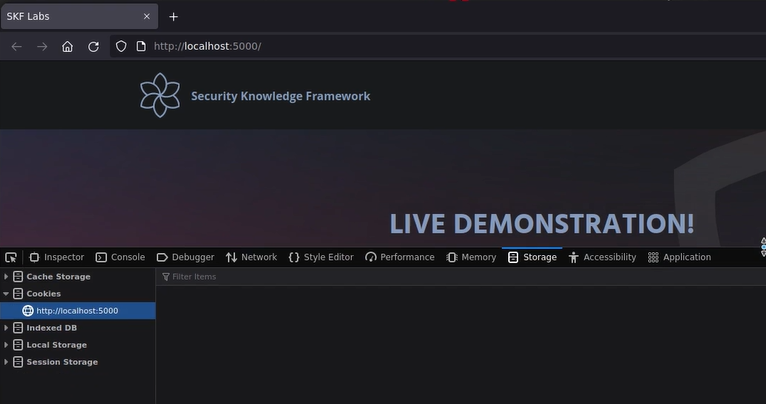 SKF Labs
http://localhost:5000/
Security Knowledge Framework
LIVE DEMONSTRATION!
Inspector Console Debugger Network Style Editor Performance Memory Storage Accessibility Application
Cache Storage
Filter Items
Cookies
http://localhost:5000
Indexed DB
Local Storage
Session Storage